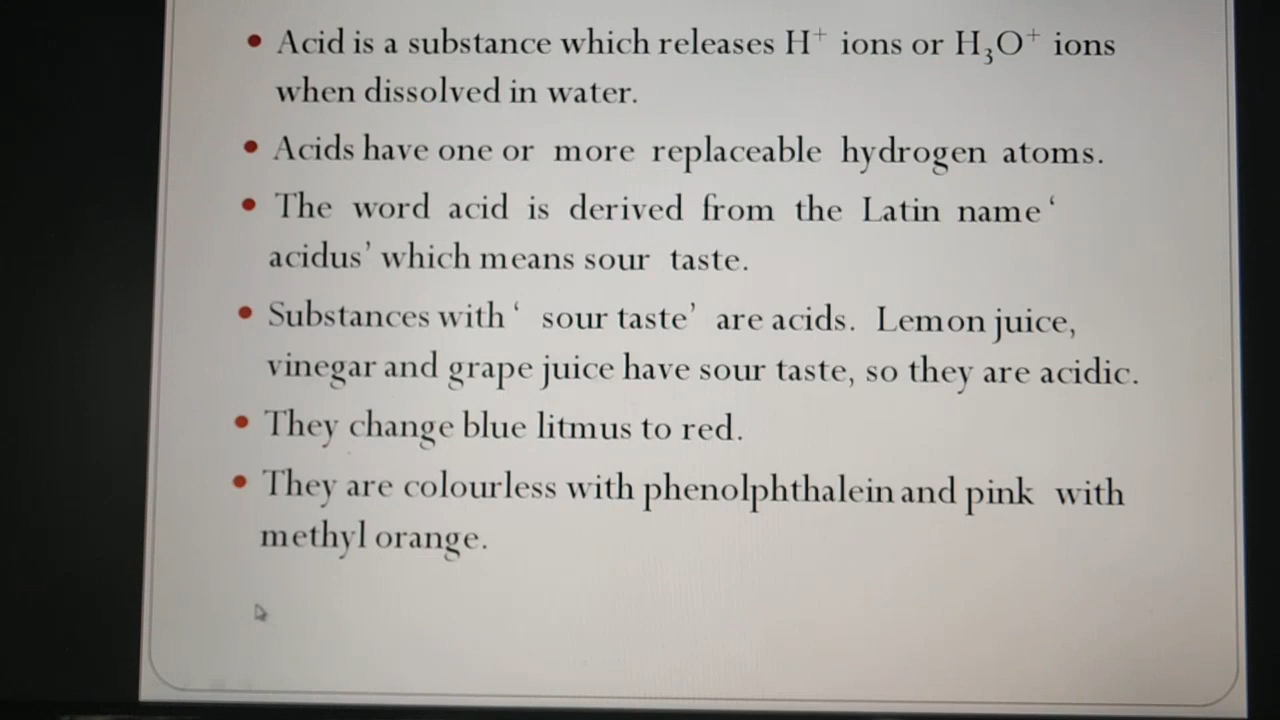 • Acid is a substance which releases H⁺ ions or H₃O⁺ ions
when dissolved in water.
• Acids have one or more replaceable hydrogen atoms.
• The word acid is derived from the Latin name ‘
acidus’ which means sour taste.
• Substances with ‘ sour taste’ are acids. Lemon juice,
vinegar and grape juice have sour taste, so they are acidic.
• They change blue litmus to red.
• They are colourless with phenolphthalein and pink with
methyl orange.